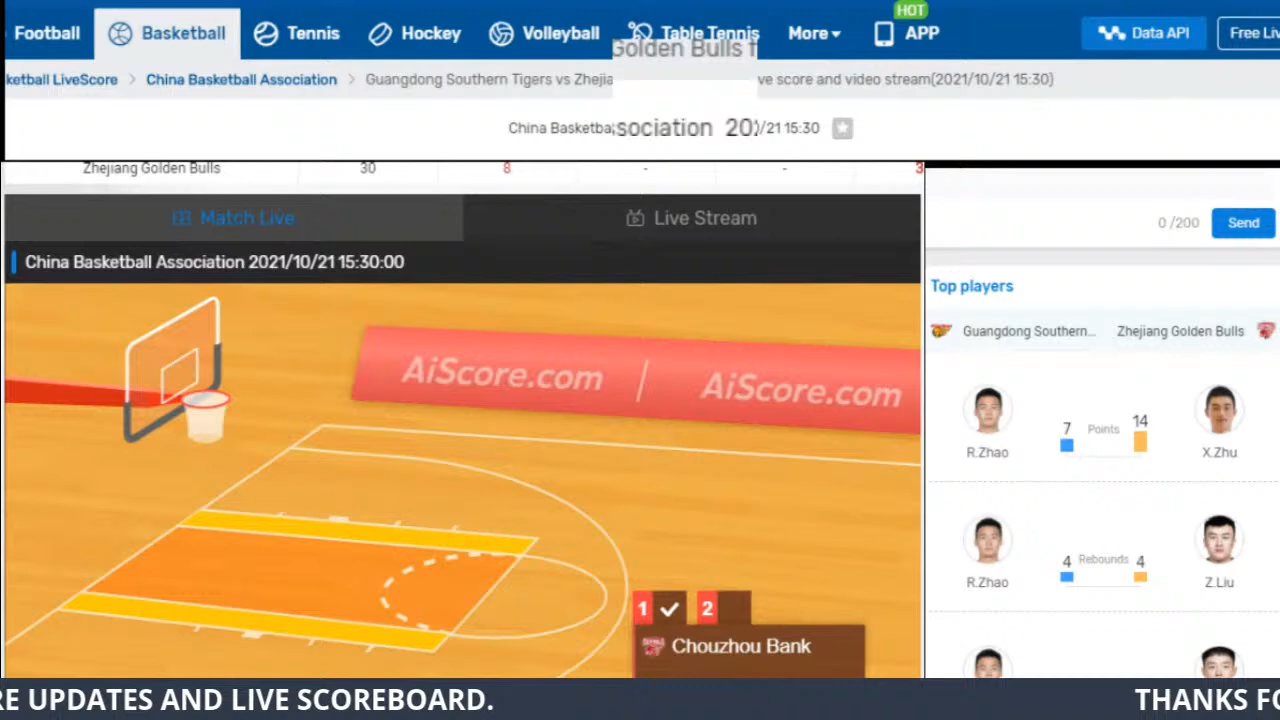 Football Basketball Tennis Hockey Volleyball Table Tennis More HOT APP Data API
ketball LiveScore > China Basketball Association > Guangdong Southern Tigers vs Zhejia Golden Bulls ve score and video stream(2021/10/21 15:30)
China Basketba sociation 20 /21 15:30
Zhejiang Golden Bulls 30 8 - - 3
Match Live Live Stream
0 /200 Send
China Basketball Association 2021/10/21 15:30:00
Top players
Guangdong Southern... Zhejiang Golden Bulls
AiScore.com | AiScore.com
7 Points 14
R.Zhao X.Zhu
4 Rebounds 4
R.Zhao Z.Liu
1 2
Chouzhou Bank
RE UPDATES AND LIVE SCOREBOARD. THANKS FO